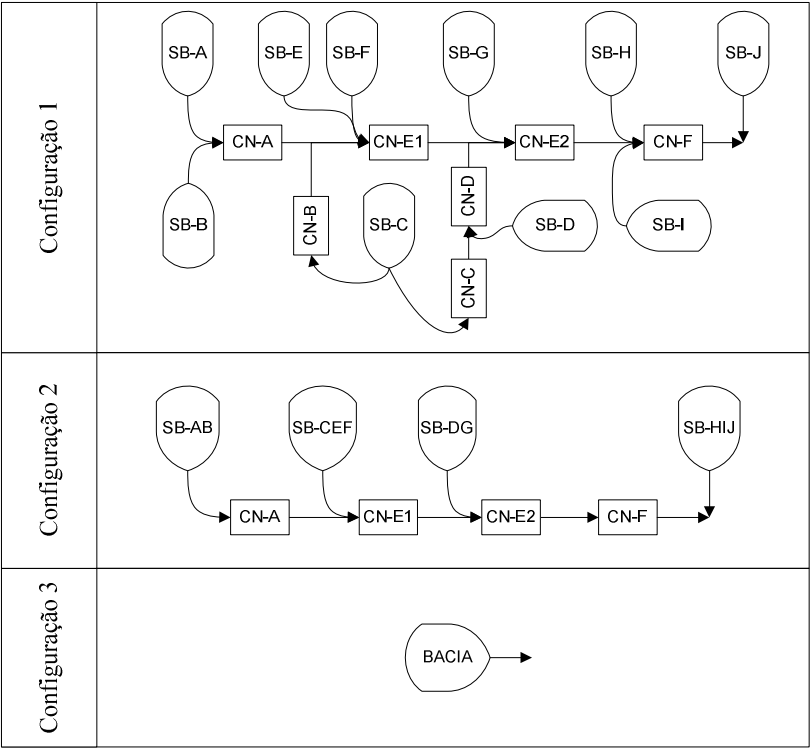 Configuração 1
SB-A
SB-E
SB-F
SB-G
SB-H
SB-J
CN-A
CN-E1
CN-E2
CN-F
SB-B
CN-B
SB-C
CN-D
SB-D
SB-I
CN-C
Configuração 2
SB-AB
SB-CEF
SB-DG
SB-HIJ
CN-A
CN-E1
CN-E2
CN-F
Configuração 3
BACIA